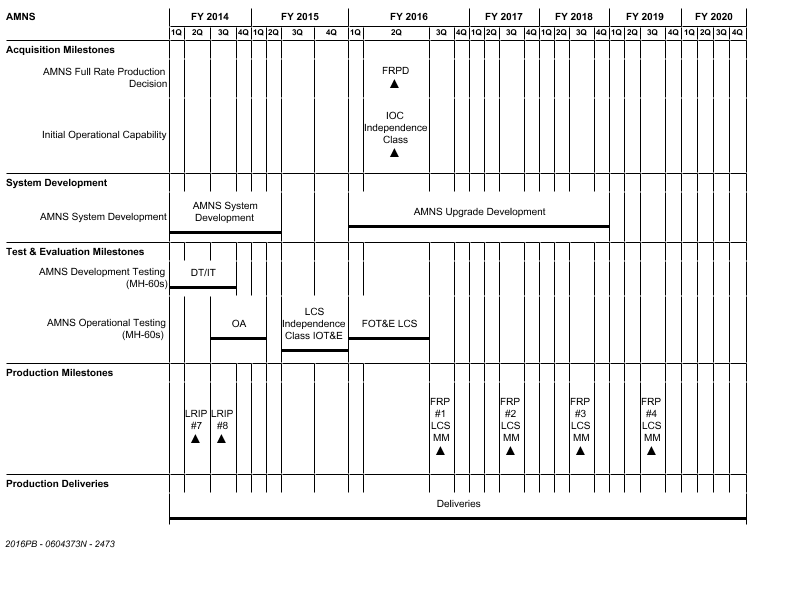 AMNS FY 2014 FY 2015 FY 2016 FY 2017 FY 2018 FY 2019 FY 2020
1Q 2Q 3Q 4Q 1Q 2Q 3Q 4Q 1Q 2Q 3Q 4Q 1Q 2Q 3Q 4Q 1Q 2Q 3Q 4Q 1Q 2Q 3Q 4Q 1Q 2Q 3Q 4Q
Acquisition Milestones
AMNS Full Rate Production
Decision
FRPD
Initial Operational Capability
IOC
Independence
Class
System Development
AMNS System Development
AMNS System
Development
AMNS Upgrade Development
Test & Evaluation Milestones
AMNS Development Testing
(MH-60s)
DT/IT
AMNS Operational Testing
(MH-60s)
OA
LCS
Independence
Class IOT&E
FOT&E LCS
Production Milestones
LRIP
#7
LRIP
#8
FRP
#1
LCS
MM
FRP
#2
LCS
MM
FRP
#3
LCS
MM
FRP
#4
LCS
MM
Production Deliveries
Deliveries
2016PB - 0604373N - 2473